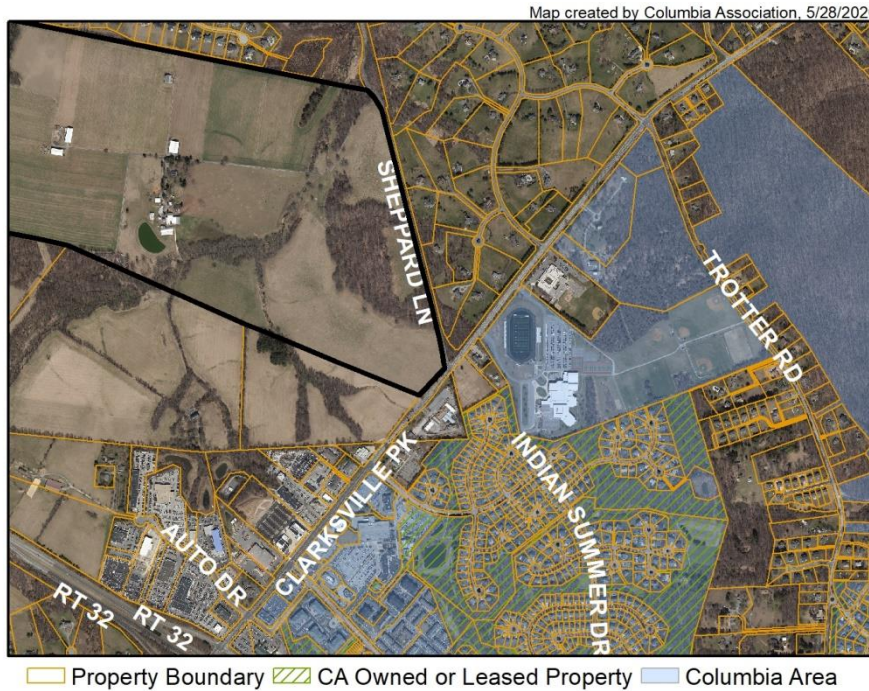 Map created by Columbia Association, 5/28/202
SHEPPARD LN
TROTTER RD
CLARKSVILLE PK
INDIAN SUMMER DR
AUTO DR
RT 32
RT 32
Property Boundary CA Owned or Leased Property Columbia Area